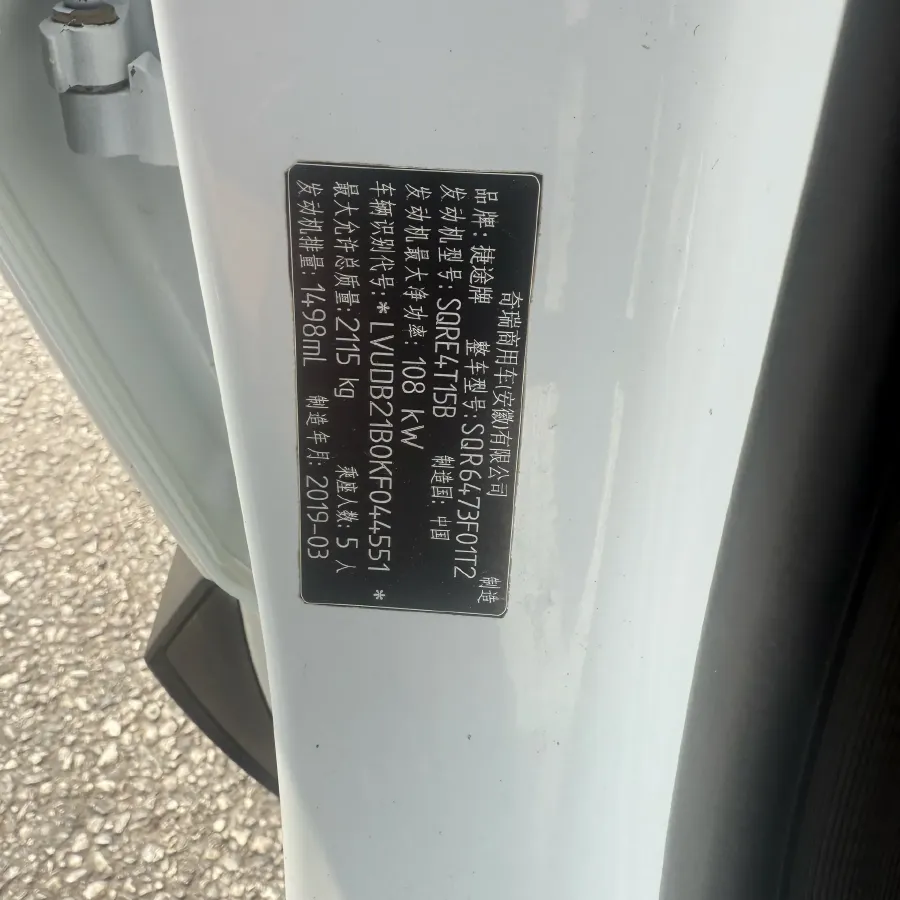 奇瑞商用车(安徽)有限公司 制造
品牌: 捷途牌 整车型号: SQR6473F01T2
发动机型号: SQRE4T15B 制造国: 中国
发动机最大净功率: 108 kW
车辆识别代号: *LVUDB21B0KF044551*
最大允许总质量: 2115 kg 乘座人数: 5 人
发动机排量: 1498mL 制造年月: 2019-03